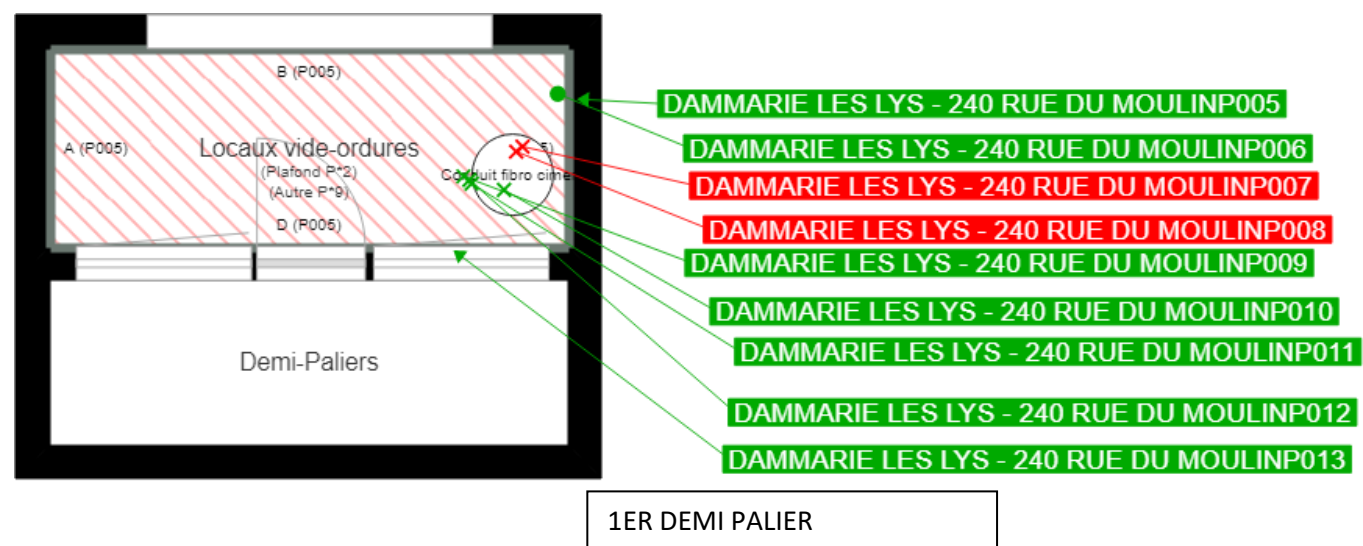 B (P005)
DAMMARIE LES LYS - 240 RUE DU MOULINP005
A (P005)
Locaux vide-ordures
5)
DAMMARIE LES LYS - 240 RUE DU MOULINP006
(Plafond P*2)
Conduit fibro cime
(Autre P*9)
DAMMARIE LES LYS - 240 RUE DU MOULINP007
D (P005)
DAMMARIE LES LYS - 240 RUE DU MOULINP008
DAMMARIE LES LYS - 240 RUE DU MOULINP009
DAMMARIE LES LYS - 240 RUE DU MOULINP010
DAMMARIE LES LYS - 240 RUE DU MOULINP011
Demi-Paliers
DAMMARIE LES LYS - 240 RUE DU MOULINP012
DAMMARIE LES LYS - 240 RUE DU MOULINP013
1ER DEMI PALIER